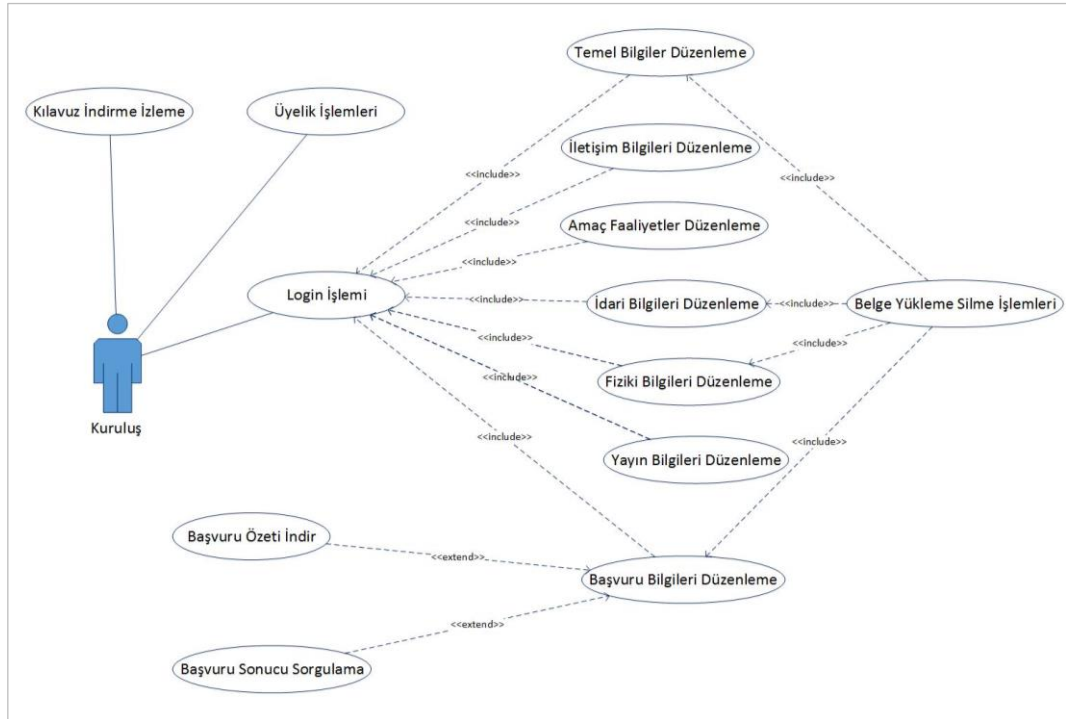 Temel Bilgiler Düzenleme
Kılavuz İndirme İzleme
Üyelik İşlemleri
İletişim Bilgileri Düzenleme
<<include>>
<<include>>
<<include>>
Amaç Faaliyetler Düzenleme
<<include>>
Login İşlemi
<<include>>
İdari Bilgileri Düzenleme
<<include>>
Belge Yükleme Silme İşlemleri
<<include>>
<<include>>
Fiziki Bilgileri Düzenleme
<<include>>
Kuruluş
<<include>>
<<include>>
Yayın Bilgileri Düzenleme
Başvuru Özeti İndir
<<extend>>
Başvuru Bilgileri Düzenleme
<<extend>>
Başvuru Sonucu Sorgulama